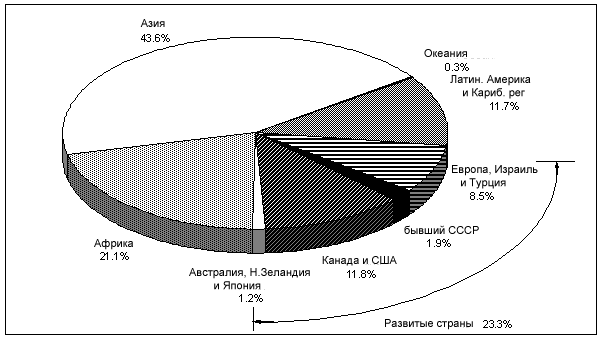 Азия
43.6%
Океания
0.3%
Латин. Америка
и Кариб. рег
11.7%
Европа, Израиль
и Турция
8.5%
бывший СССР
1.9%
Канада и США
11.8%
Австралия, Н.Зеландия
и Япония
1.2%
Африка
21.1%
Развитые страны 23.3%